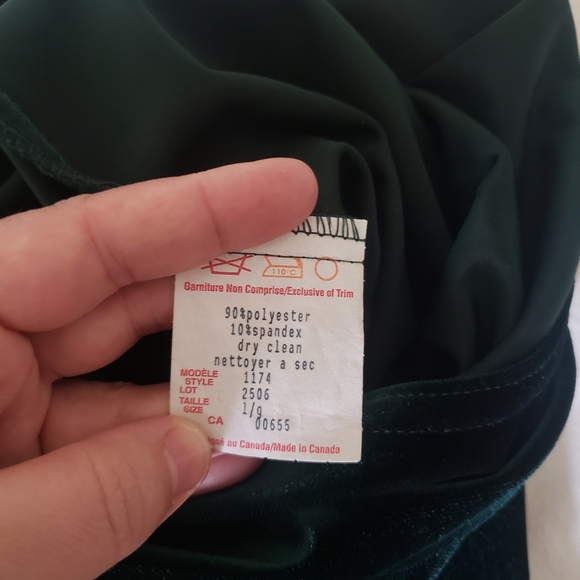 110°C
Garniture Non Comprise/Exclusive of Trim
90%polyester
10%spandex
dry clean
nettoyer a sec
MODÈLE
STYLE 1174
LOT 2506
TAILLE
SIZE 1/g
CA 00655
au Canada/Made in Canada